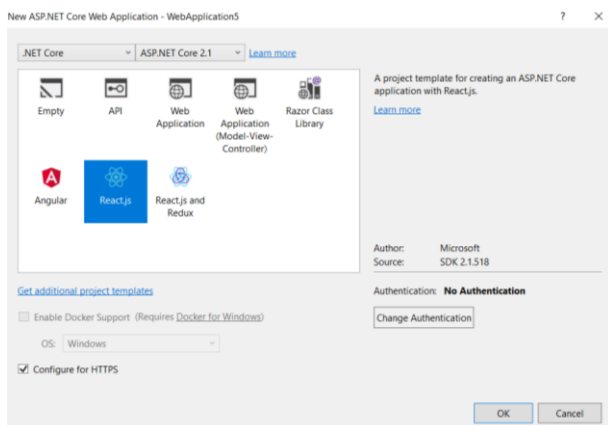 New ASP.NET Core Web Application - WebApplication5
? ×
.NET Core ASP.NET Core 2.1 Learn more
Empty
API
Web
Application
Web
Application
(Model-View-
Controller)
Razor Class
Library
Angular
React.js
React.js and
Redux
A project template for creating an ASP.NET Core
application with React.js.
Learn more
Author: Microsoft
Source: SDK 2.1.518
Get additional project templates
Authentication: No Authentication
Enable Docker Support (Requires Docker for Windows)
Change Authentication
OS: Windows
Configure for HTTPS
OK Cancel